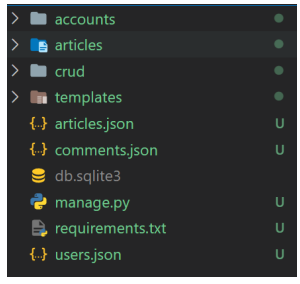 accounts
articles
crud
templates
{..} articles.json U
{..} comments.json U
db.sqlite3
manage.py U
requirements.txt U
{..} users.json U